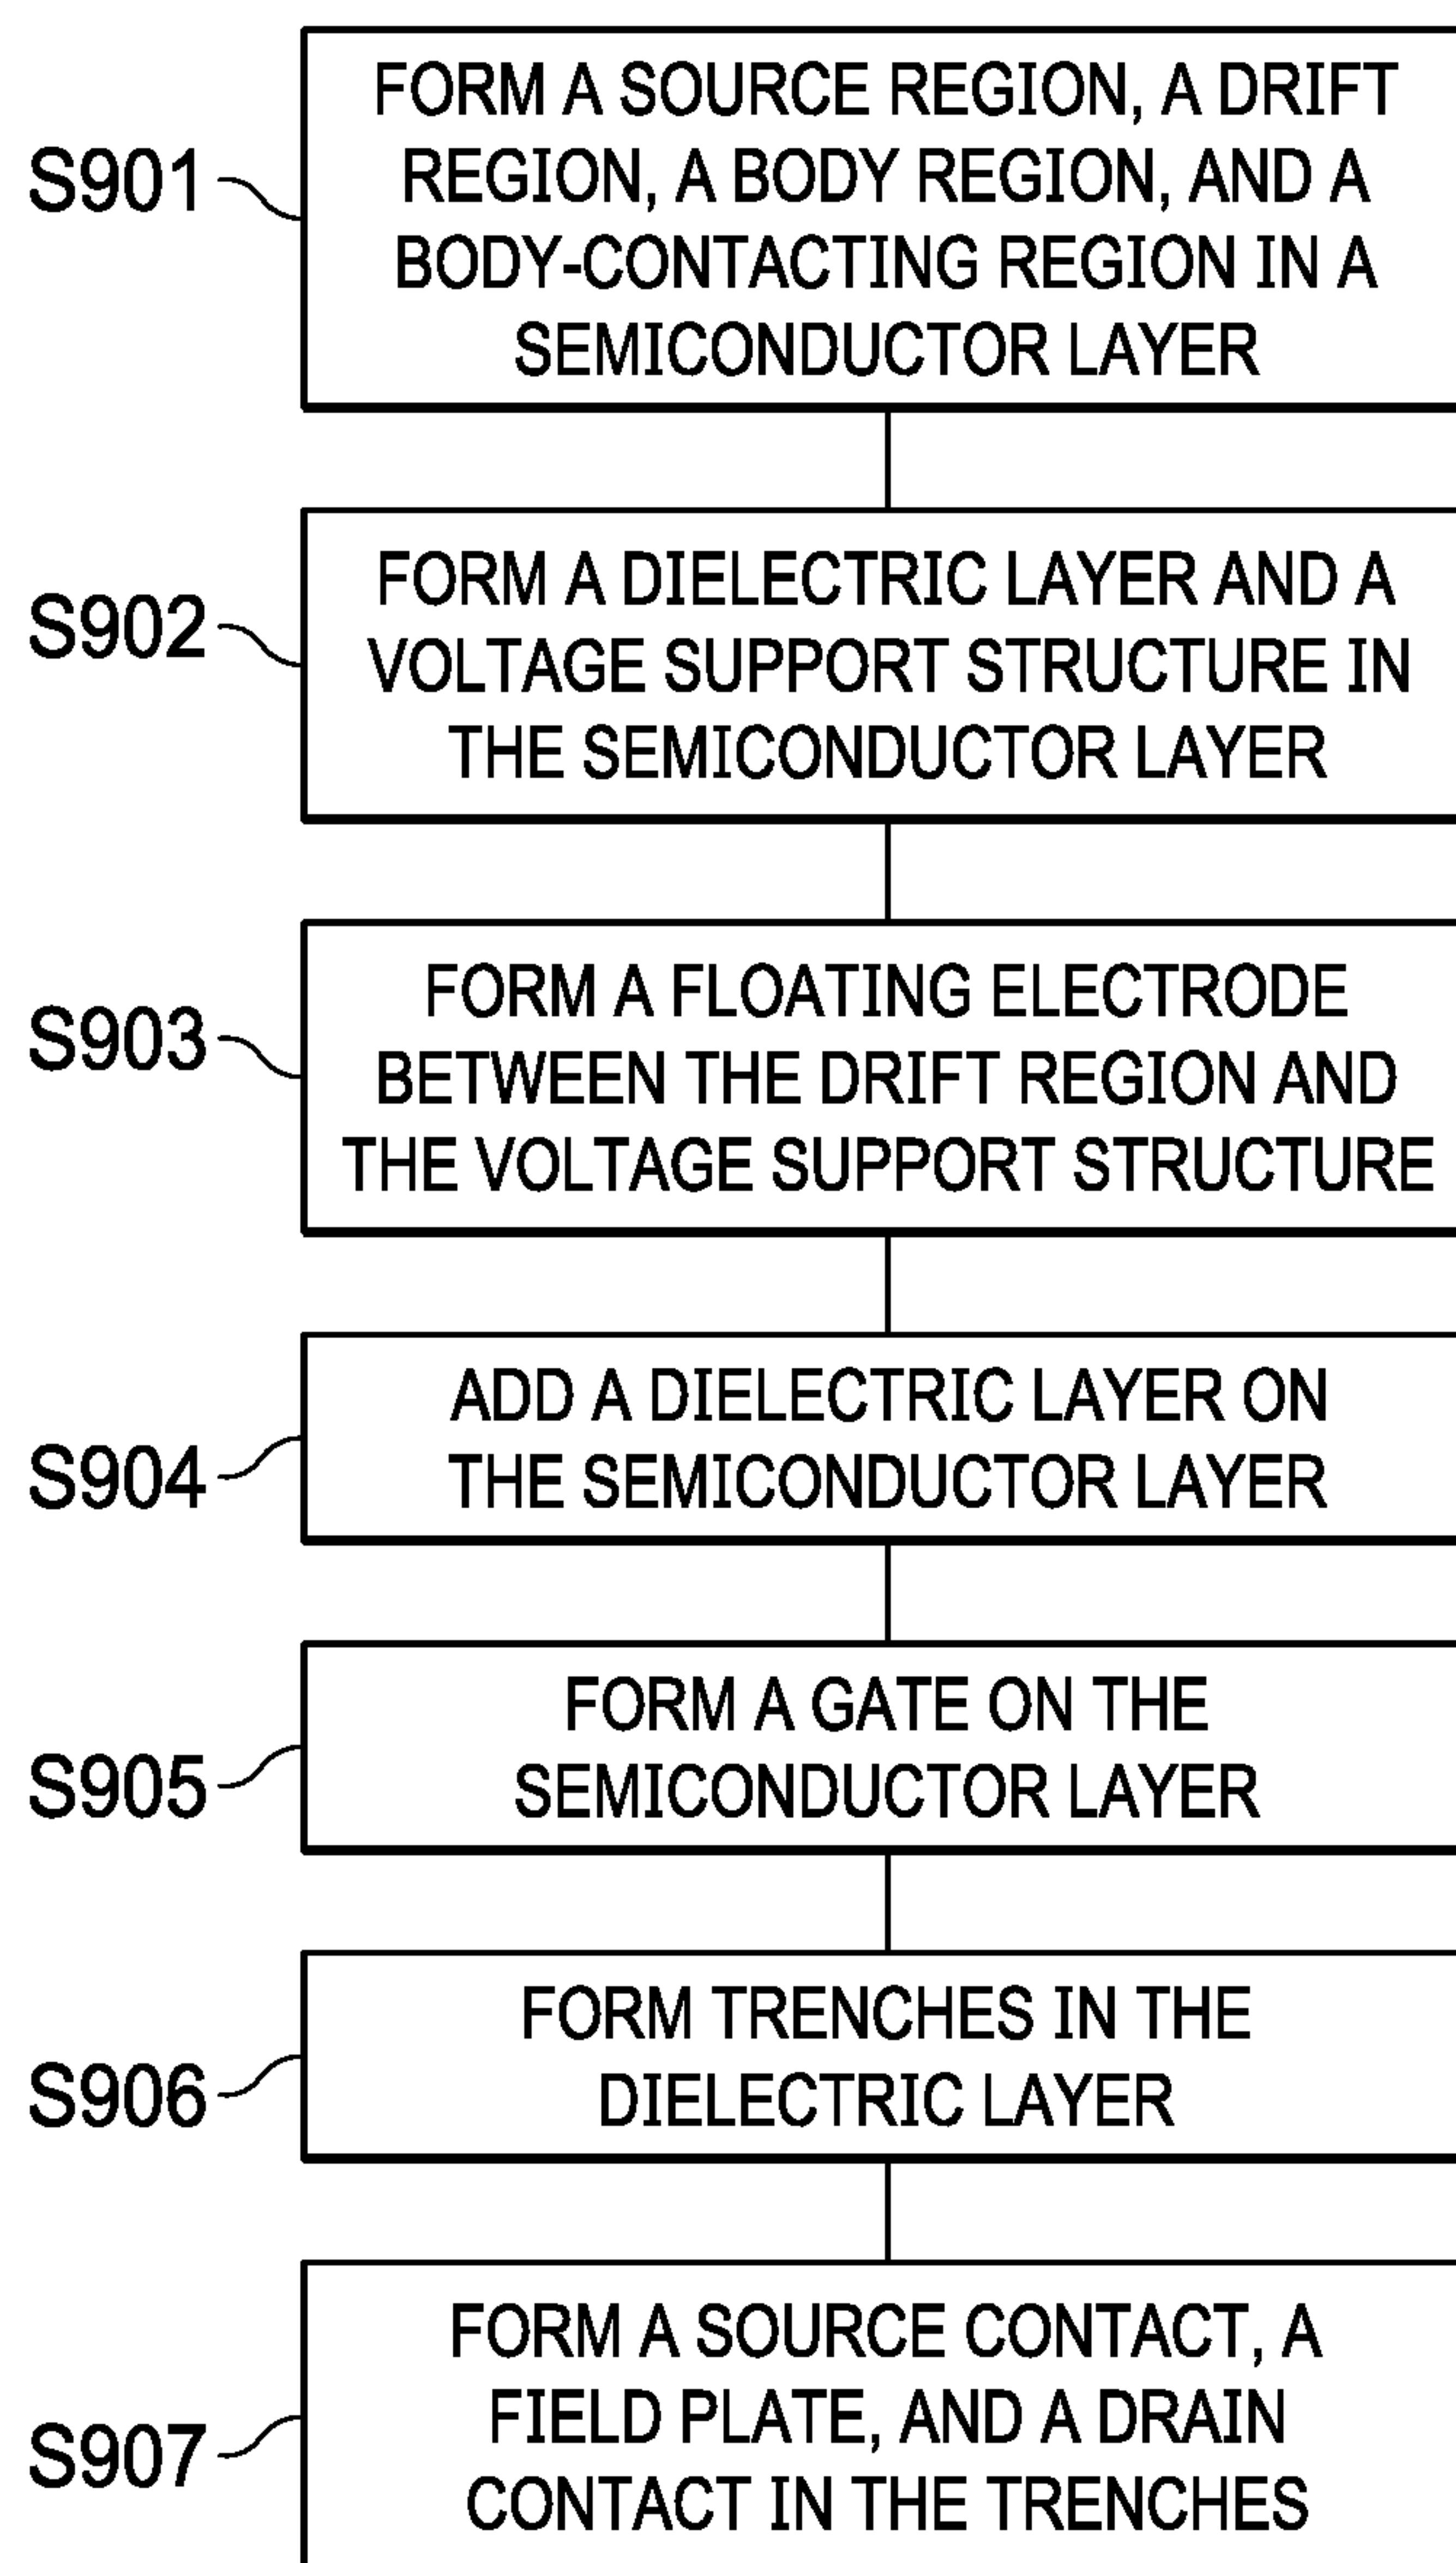 S901
FORM A SOURCE REGION, A DRIFT
REGION, A BODY REGION, AND A
BODY-CONTACTING REGION IN A
SEMICONDUCTOR LAYER
S902
FORM A DIELECTRIC LAYER AND A
VOLTAGE SUPPORT STRUCTURE IN
THE SEMICONDUCTOR LAYER
S903
FORM A FLOATING ELECTRODE
BETWEEN THE DRIFT REGION AND
THE VOLTAGE SUPPORT STRUCTURE
S904
ADD A DIELECTRIC LAYER ON
THE SEMICONDUCTOR LAYER
S905
FORM A GATE ON THE
SEMICONDUCTOR LAYER
S906
FORM TRENCHES IN THE
DIELECTRIC LAYER
S907
FORM A SOURCE CONTACT, A
FIELD PLATE, AND A DRAIN
CONTACT IN THE TRENCHES